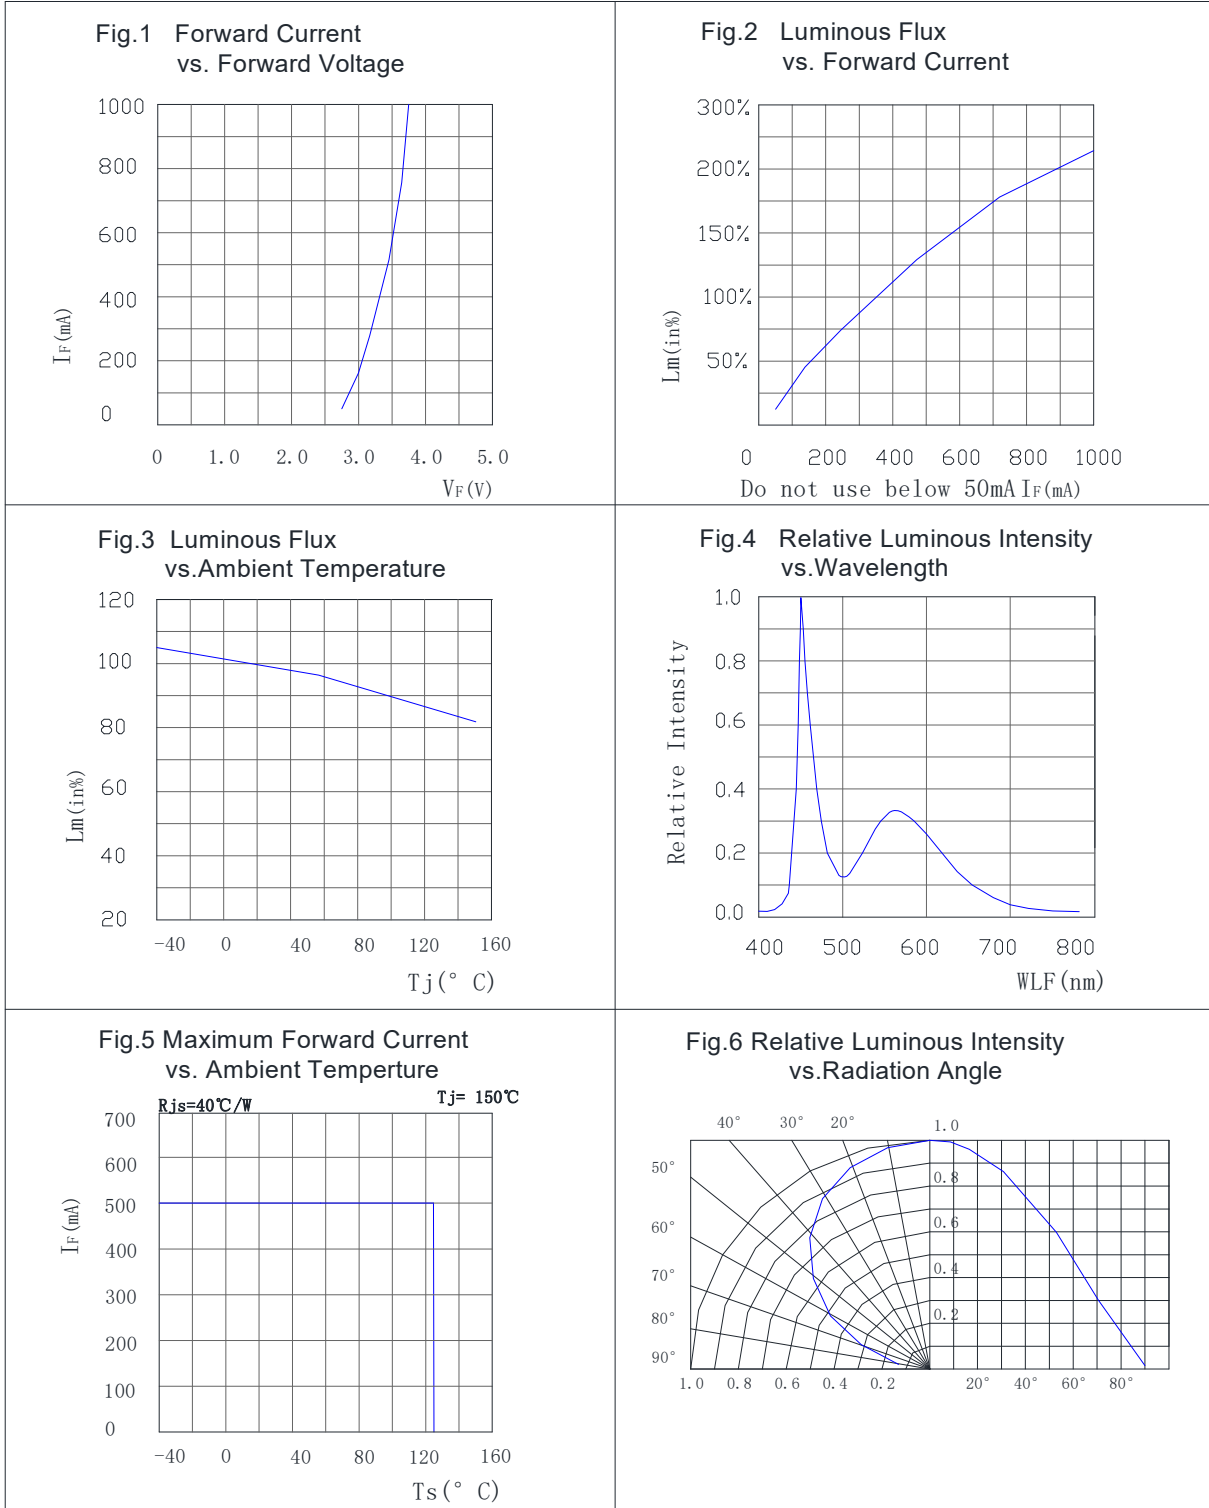 Fig.1 Forward Current
vs. Forward Voltage
1000
800
600
400
200
0
IF(mA)
0 1.0 2.0 3.0 4.0 5.0
VF(V)
Fig.2 Luminous Flux
vs. Forward Current
300%
200%
150%
100%
50%
Lm(in%)
0 200 400 600 800 1000
Do not use below 50mA IF(mA)
Fig.3 Luminous Flux
vs.Ambient Temperature
120
100
80
60
40
20
Lm(in%)
-40 0 40 80 120 160
Tj(° C)
Fig.4 Relative Luminous Intensity
vs.Wavelength
1.0
0.8
0.6
0.4
0.2
0.0
Relative Intensity
400 500 600 700 800
WLF(nm)
Fig.5 Maximum Forward Current
vs. Ambient Temperture
Rjs=40℃/W Tj= 150℃
700
600
500
400
300
200
100
0
IF(mA)
-40 0 40 80 120 160
Ts(° C)
Fig.6 Relative Luminous Intensity
vs.Radiation Angle
40° 30° 20° 1.0
50°
0.8
60°
0.6
70°
0.4
80°
0.2
90°
1.0 0.8 0.6 0.4 0.2 20° 40° 60° 80°